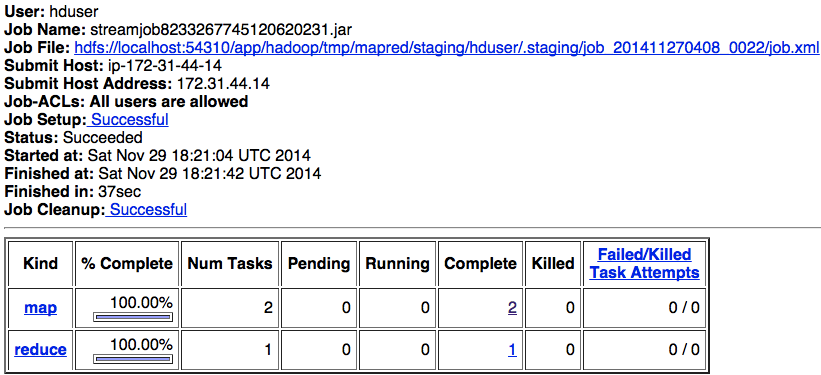 User: hduser
Job Name: streamjob8233267745120620231.jar
Job File: hdfs://localhost:54310/app/hadoop/tmp/mapred/staging/hduser/.staging/job_201411270408_0022/job.xml
Submit Host: ip-172-31-44-14
Submit Host Address: 172.31.44.14
Job-ACLs: All users are allowed
Job Setup: Successful
Status: Succeeded
Started at: Sat Nov 29 18:21:04 UTC 2014
Finished at: Sat Nov 29 18:21:42 UTC 2014
Finished in: 37sec
Job Cleanup: Successful
Kind % Complete Num Tasks Pending Running Complete Killed Failed/Killed
Task Attempts
map 100.00% 2 0 0 2 0 0 / 0
reduce 100.00% 1 0 0 1 0 0 / 0